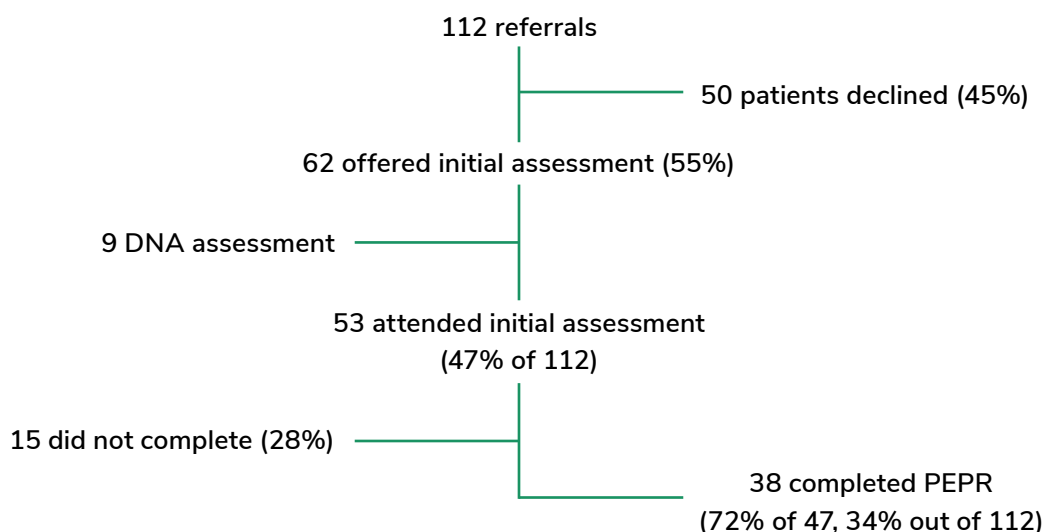 112 referrals
50 patients declined (45%)
62 offered initial assessment (55%)
9 DNA assessment
53 attended initial assessment
(47% of 112)
15 did not complete (28%)
38 completed PEPR
(72% of 47, 34% out of 112)